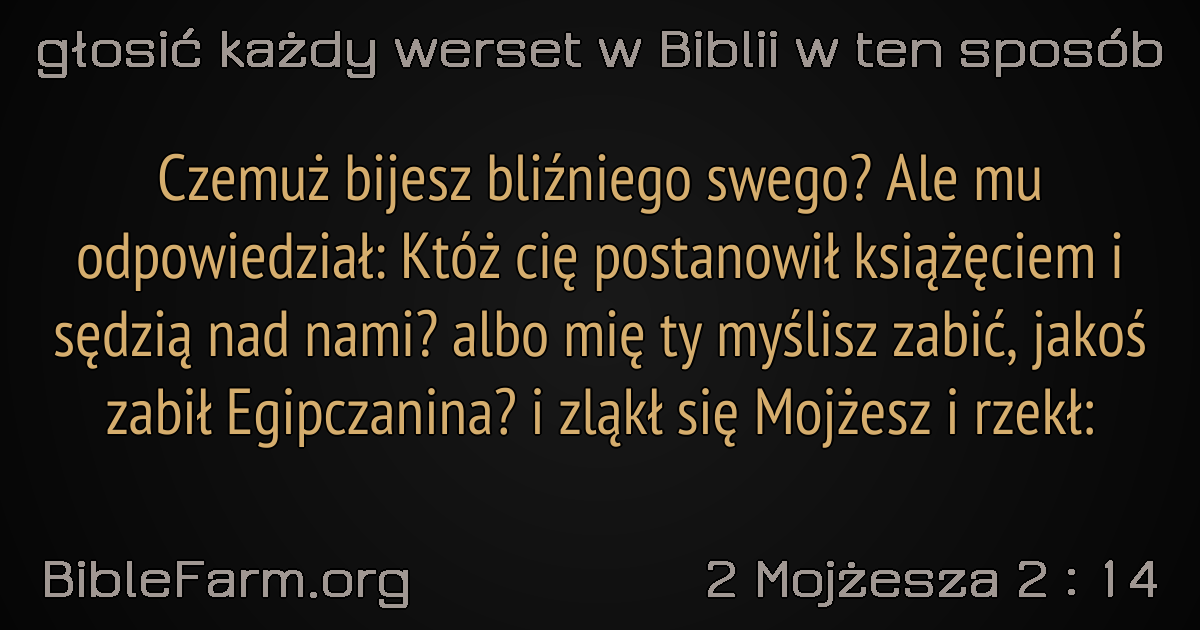 głosić każdy werset w Biblii w ten sposób
Czemuż bijesz bliźniego swego? Ale mu
odpowiedział: Któż cię postanowił książęciem i
sędzią nad nami? albo mię ty myślisz zabić, jakoś
zabił Egipczanina? i zląkł się Mojżesz i rzekł:
BibleFarm.org
2 Mojżesza 2 : 14